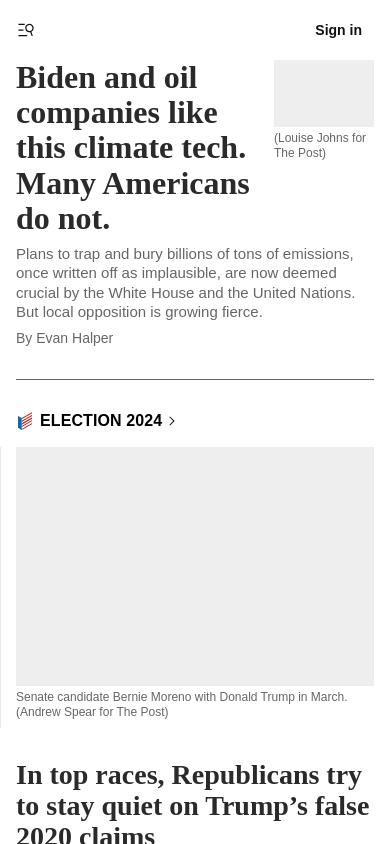 Sign in
Biden and oil
companies like
this climate tech.
Many Americans
do not.
(Louise Johns for
The Post)
Plans to trap and bury billions of tons of emissions,
once written off as implausible, are now deemed
crucial by the White House and the United Nations.
But local opposition is growing fierce.
By Evan Halper
ELECTION 2024
Senate candidate Bernie Moreno with Donald Trump in March.
(Andrew Spear for The Post)
In top races, Republicans try
to stay quiet on Trump’s false
2020 claims